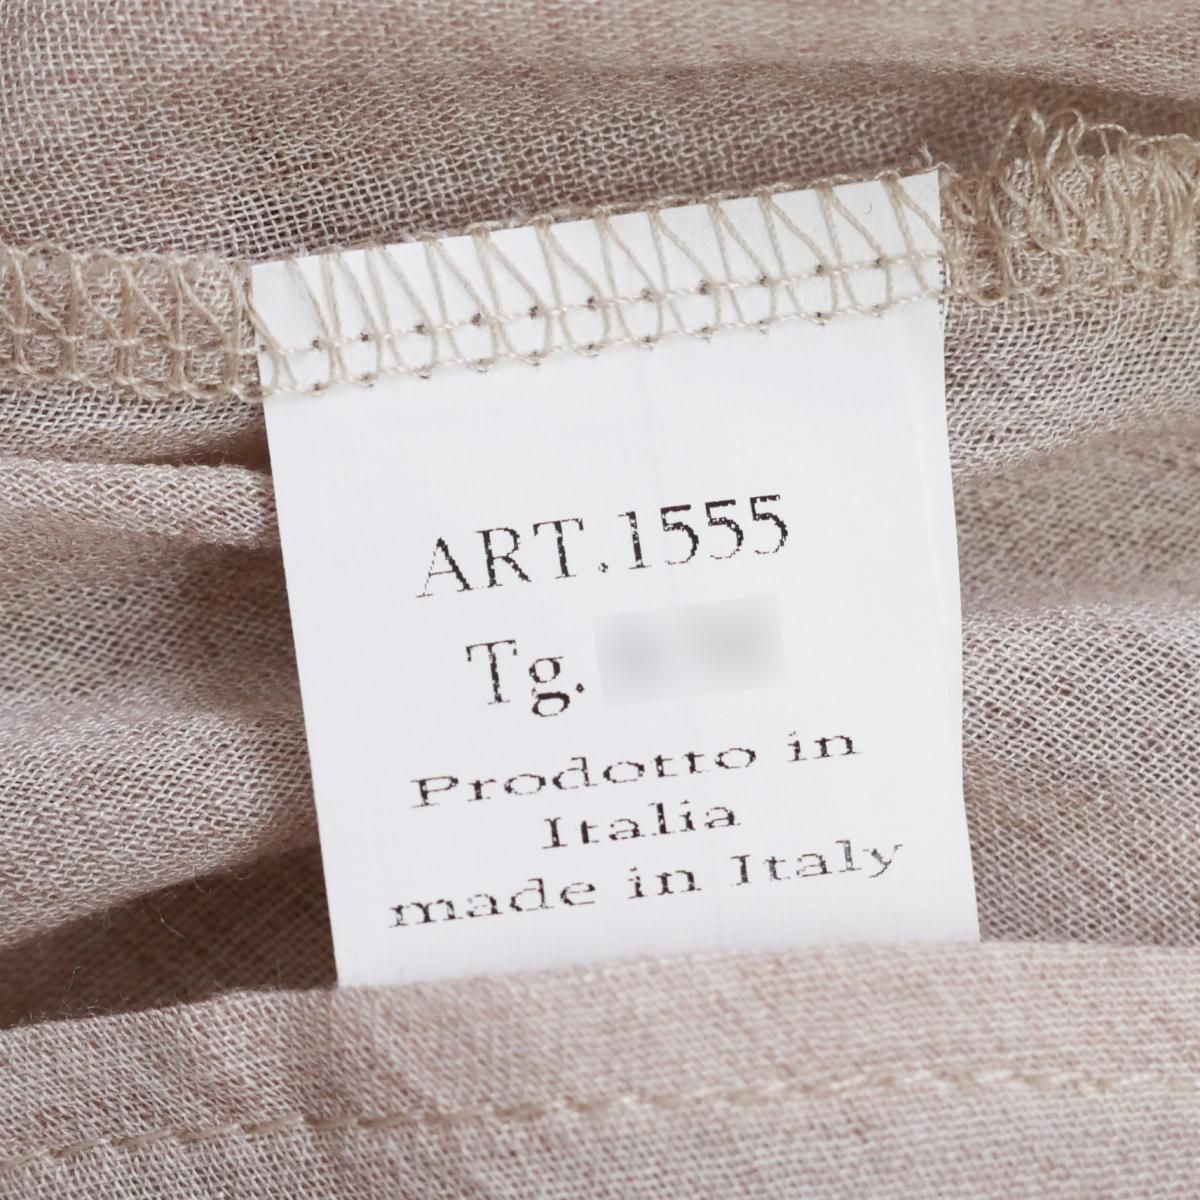 ART.1555
Tg.
Prodotto in
Italia
made in Italy